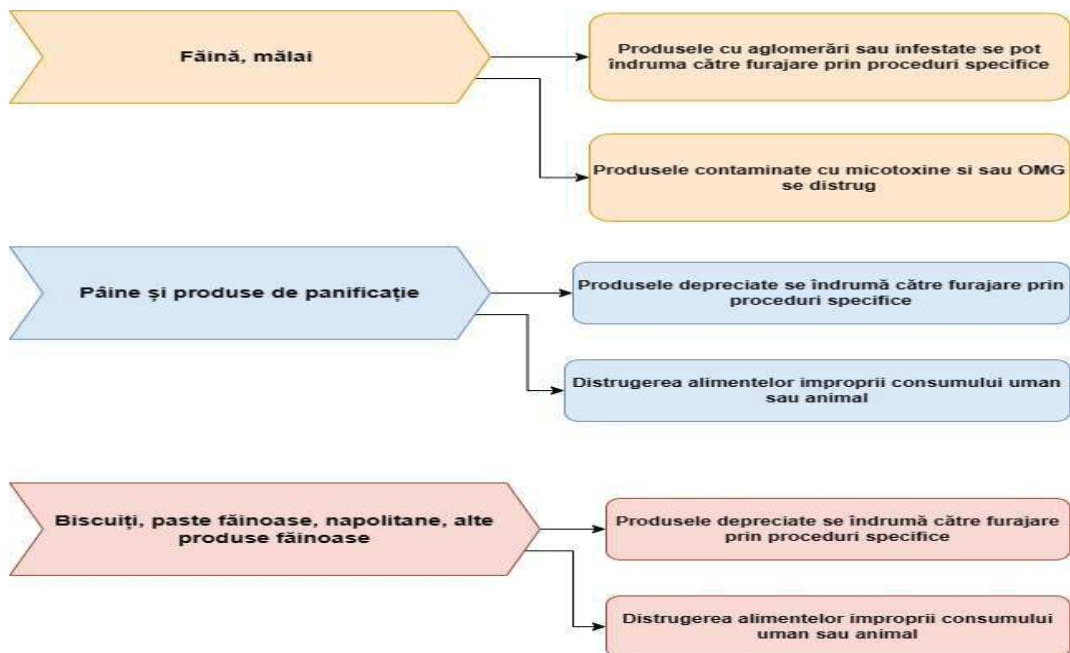 Făină, mălai
Produsele cu aglomerări sau infestate se pot
îndruma către furajare prin proceduri specifice
Produsele contaminate cu micotoxine si sau OMG
se distrug
Pâine și produse de panificație
Produsele depreciate se îndrumă către furajare prin
proceduri specifice
Distrugerea alimentelor improprii consumului uman
sau animal
Biscuiți, paste făinoase, napolitane, alte
produse făinoase
Produsele depreciate se îndrumă către furajare
prin proceduri specifice
Distrugerea alimentelor improprii consumului
uman sau animal